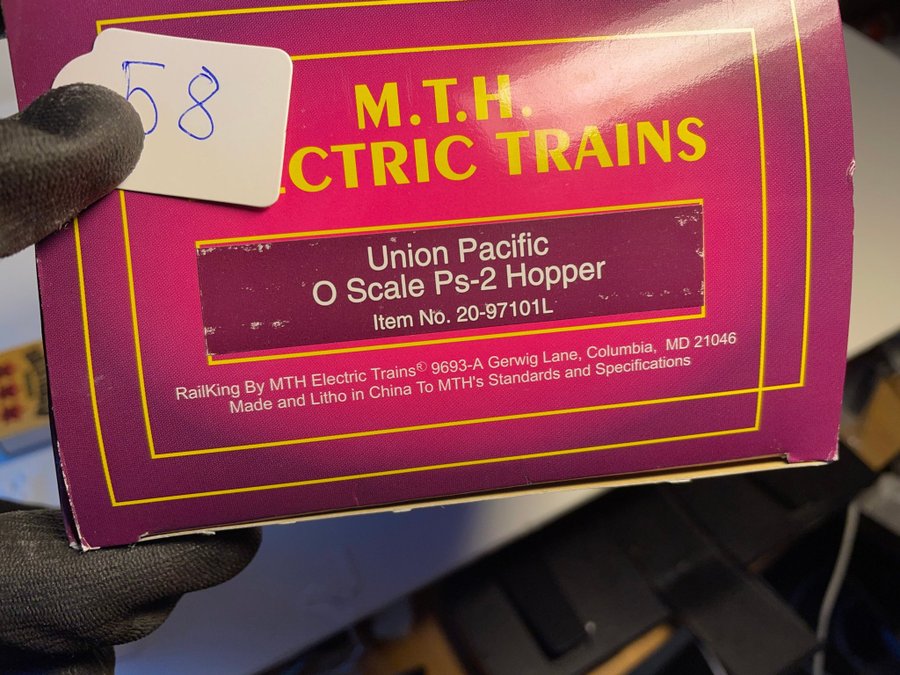 58
M.T.H.
ECTRIC TRAINS
Union Pacific
O Scale Ps-2 Hopper
Item No. 20-97101L
RailKing By MTH Electric Trains® 9693-A Gerwig Lane, Columbia, MD 21046
Made and Litho in China To MTH's Standards and Specifications